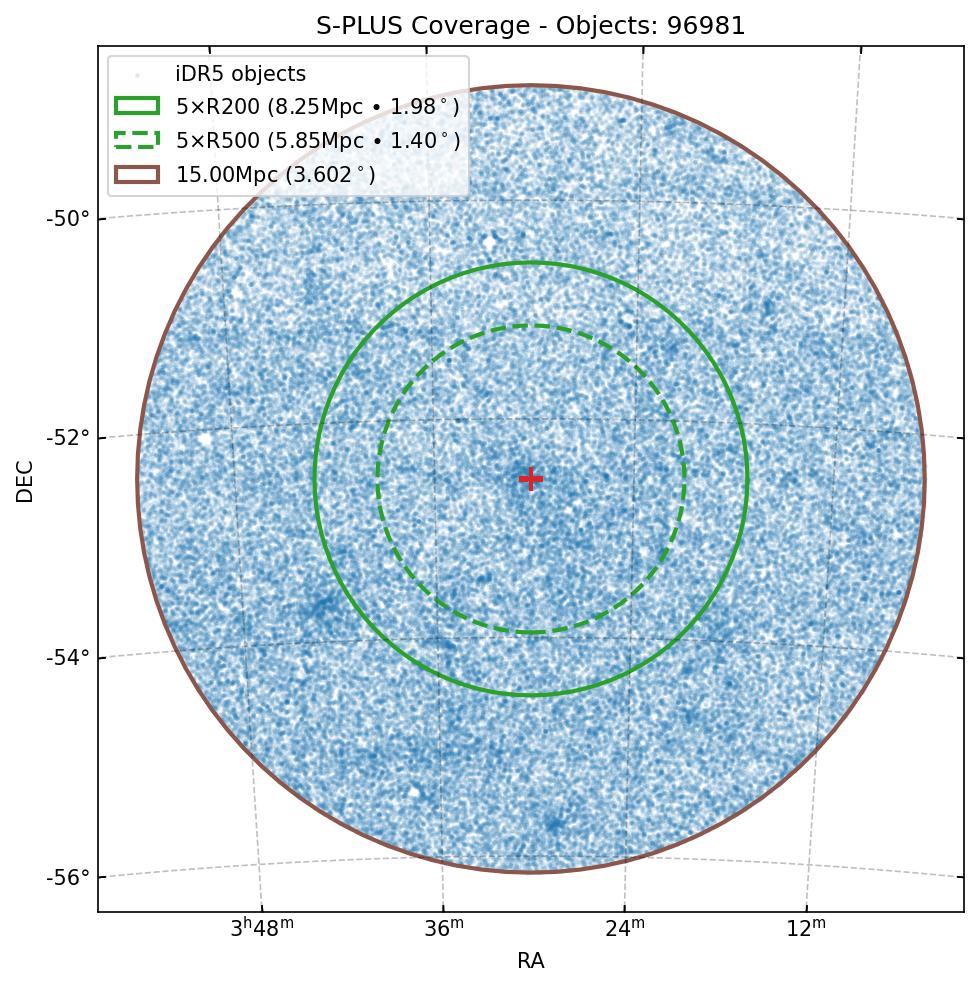 S-PLUS Coverage - Objects: 96981
iDR5 objects
5×R200 (8.25Mpc • 1.98°)
5×R500 (5.85Mpc • 1.40°)
15.00Mpc (3.602°)
-50°
-52°
-54°
-56°
DEC
3ʰ48ᵐ
36ᵐ
24ᵐ
12ᵐ
RA